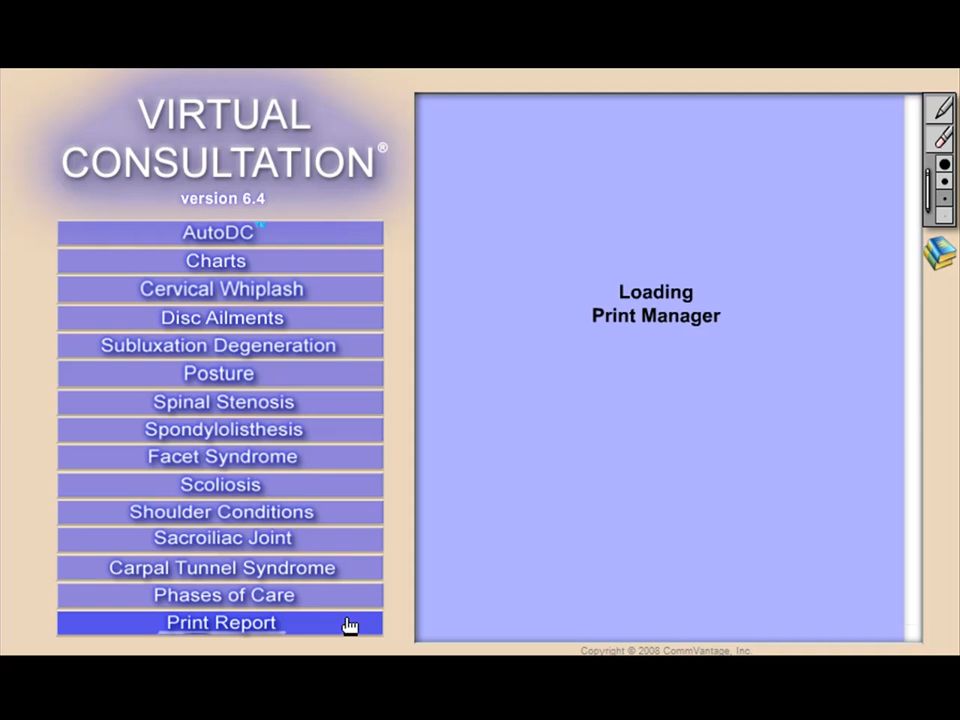 VIRTUAL
CONSULTATION®
version 6.4
AutoDC™
Charts
Cervical Whiplash
Disc Ailments
Subluxation Degeneration
Posture
Spinal Stenosis
Spondylolisthesis
Facet Syndrome
Scoliosis
Shoulder Conditions
Sacroiliac Joint
Carpal Tunnel Syndrome
Phases of Care
Print Report
Loading
Print Manager
Copyright © 2008 CommVantage, Inc.